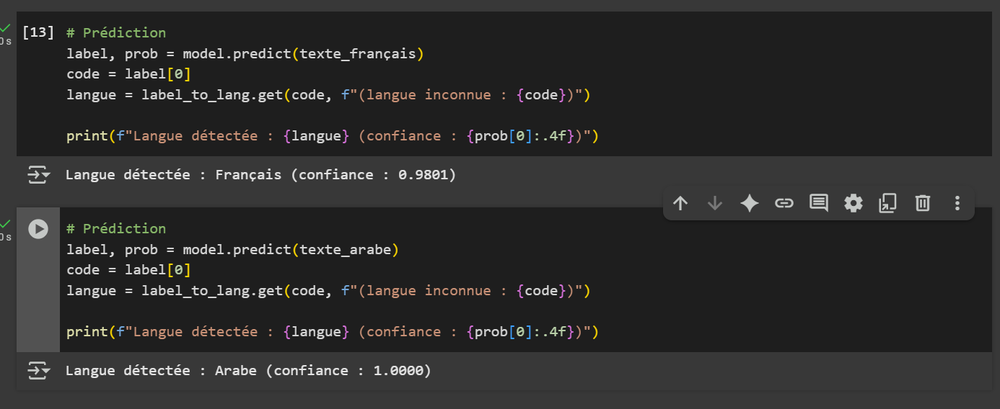 [13] # Prédiction
0 s
label, prob = model.predict(texte_français)
code = label[0]
langue = label_to_lang.get(code, f"(langue inconnue : {code})")
print(f"Langue détectée : {langue} (confiance : {prob[0]:.4f})")
Langue détectée : Français (confiance : 0.9801)
# Prédiction
0 s
label, prob = model.predict(texte_arabe)
code = label[0]
langue = label_to_lang.get(code, f"(langue inconnue : {code})")
print(f"Langue détectée : {langue} (confiance : {prob[0]:.4f})")
Langue détectée : Arabe (confiance : 1.0000)